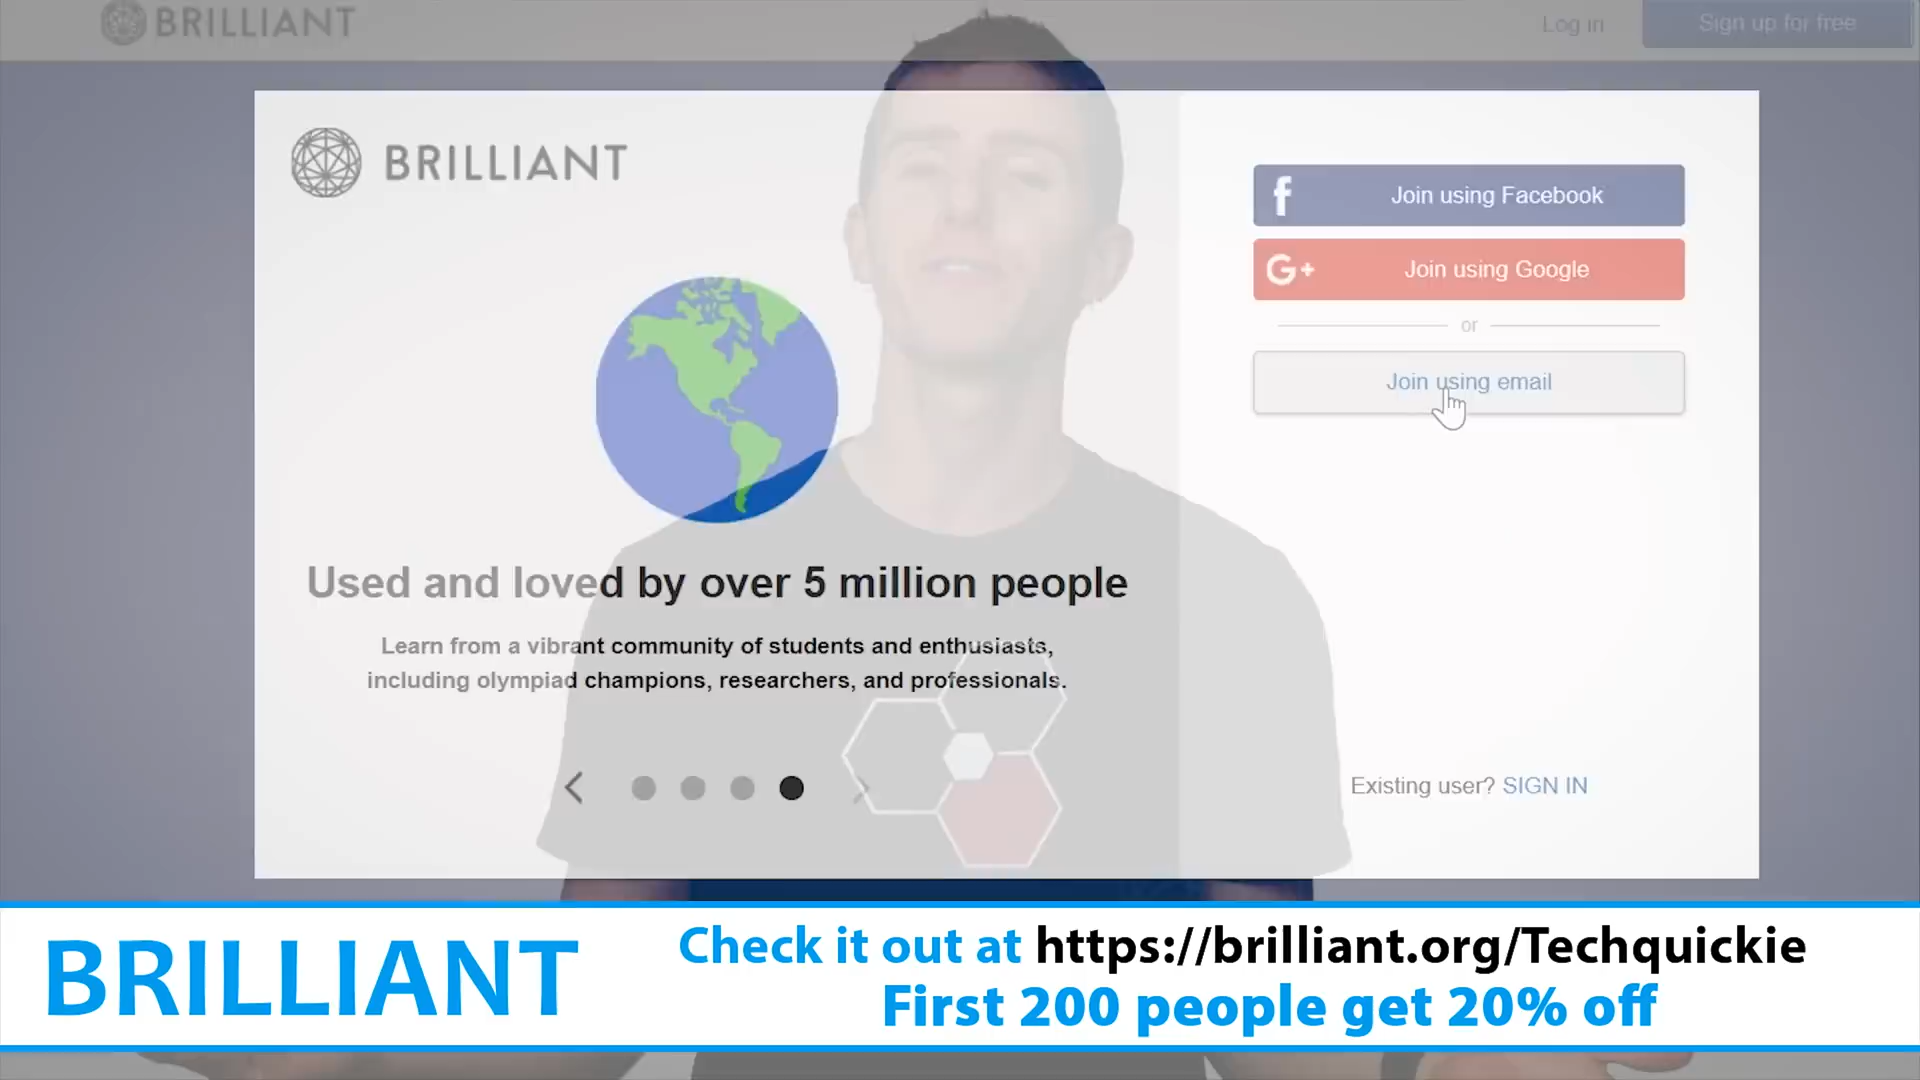 BRILLIANT
Log in
Sign up for free
BRILLIANT
Join using Facebook
G+ Join using Google
or
Join using email
Used and loved by over 5 million people
Learn from a vibrant community of students and enthusiasts,
including olympiad champions, researchers, and professionals.
Existing user? SIGN IN
BRILLIANT
Check it out at https://brilliant.org/Techquickie
First 200 people get 20% off